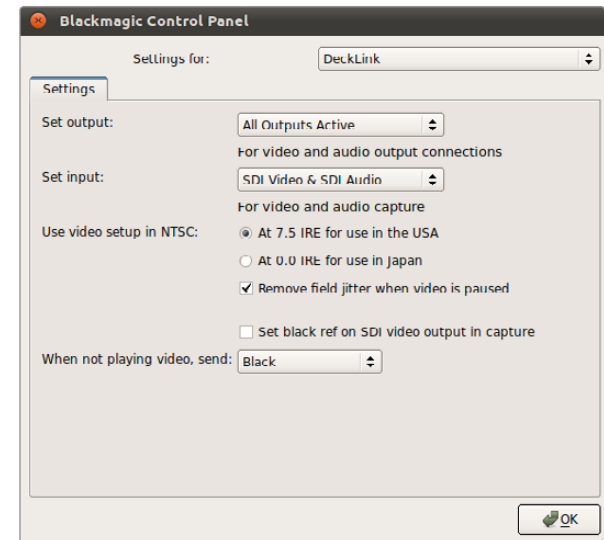 Blackmagic Control Panel
Settings for: DeckLink
Settings
Set output: All Outputs Active
For video and audio output connections
Set input: SDI Video & SDI Audio
For video and audio capture
Use video setup in NTSC: At 7.5 IRE for use in the USA
At 0.0 IRE for use in Japan
Remove field jitter when video is paused
Set black ref on SDI video output in capture
When not playing video, send: Black
OK